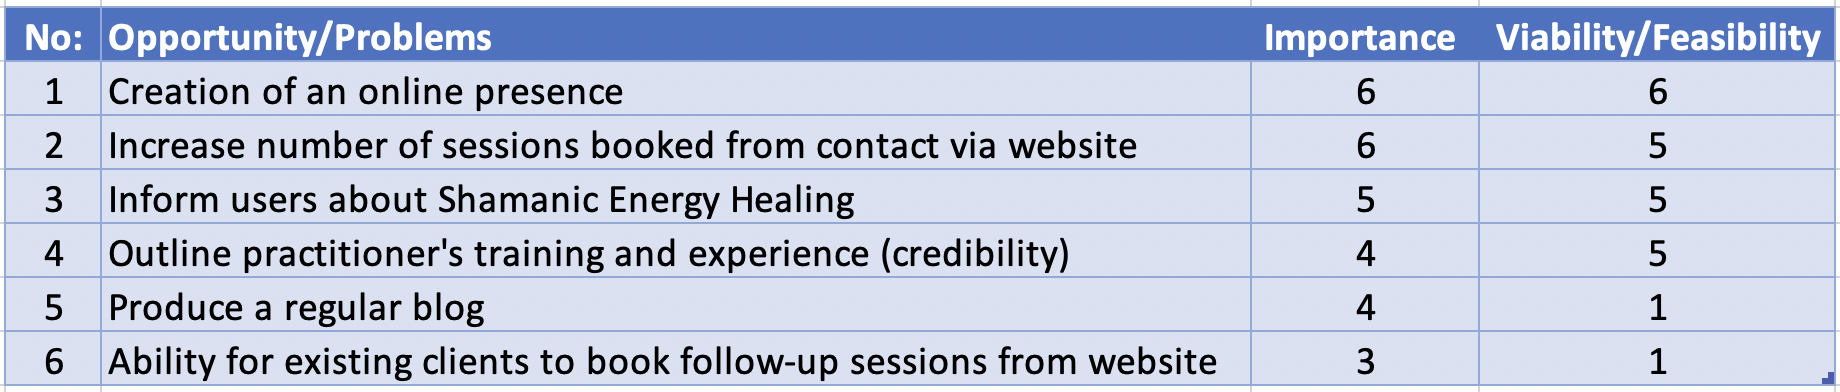 No: Opportunity/Problems Importance Viability/Feasibility
1 Creation of an online presence 6 6
2 Increase number of sessions booked from contact via website 6 5
3 Inform users about Shamanic Energy Healing 5 5
4 Outline practitioner's training and experience (credibility) 4 5
5 Produce a regular blog 4 1
6 Ability for existing clients to book follow-up sessions from website 3 1